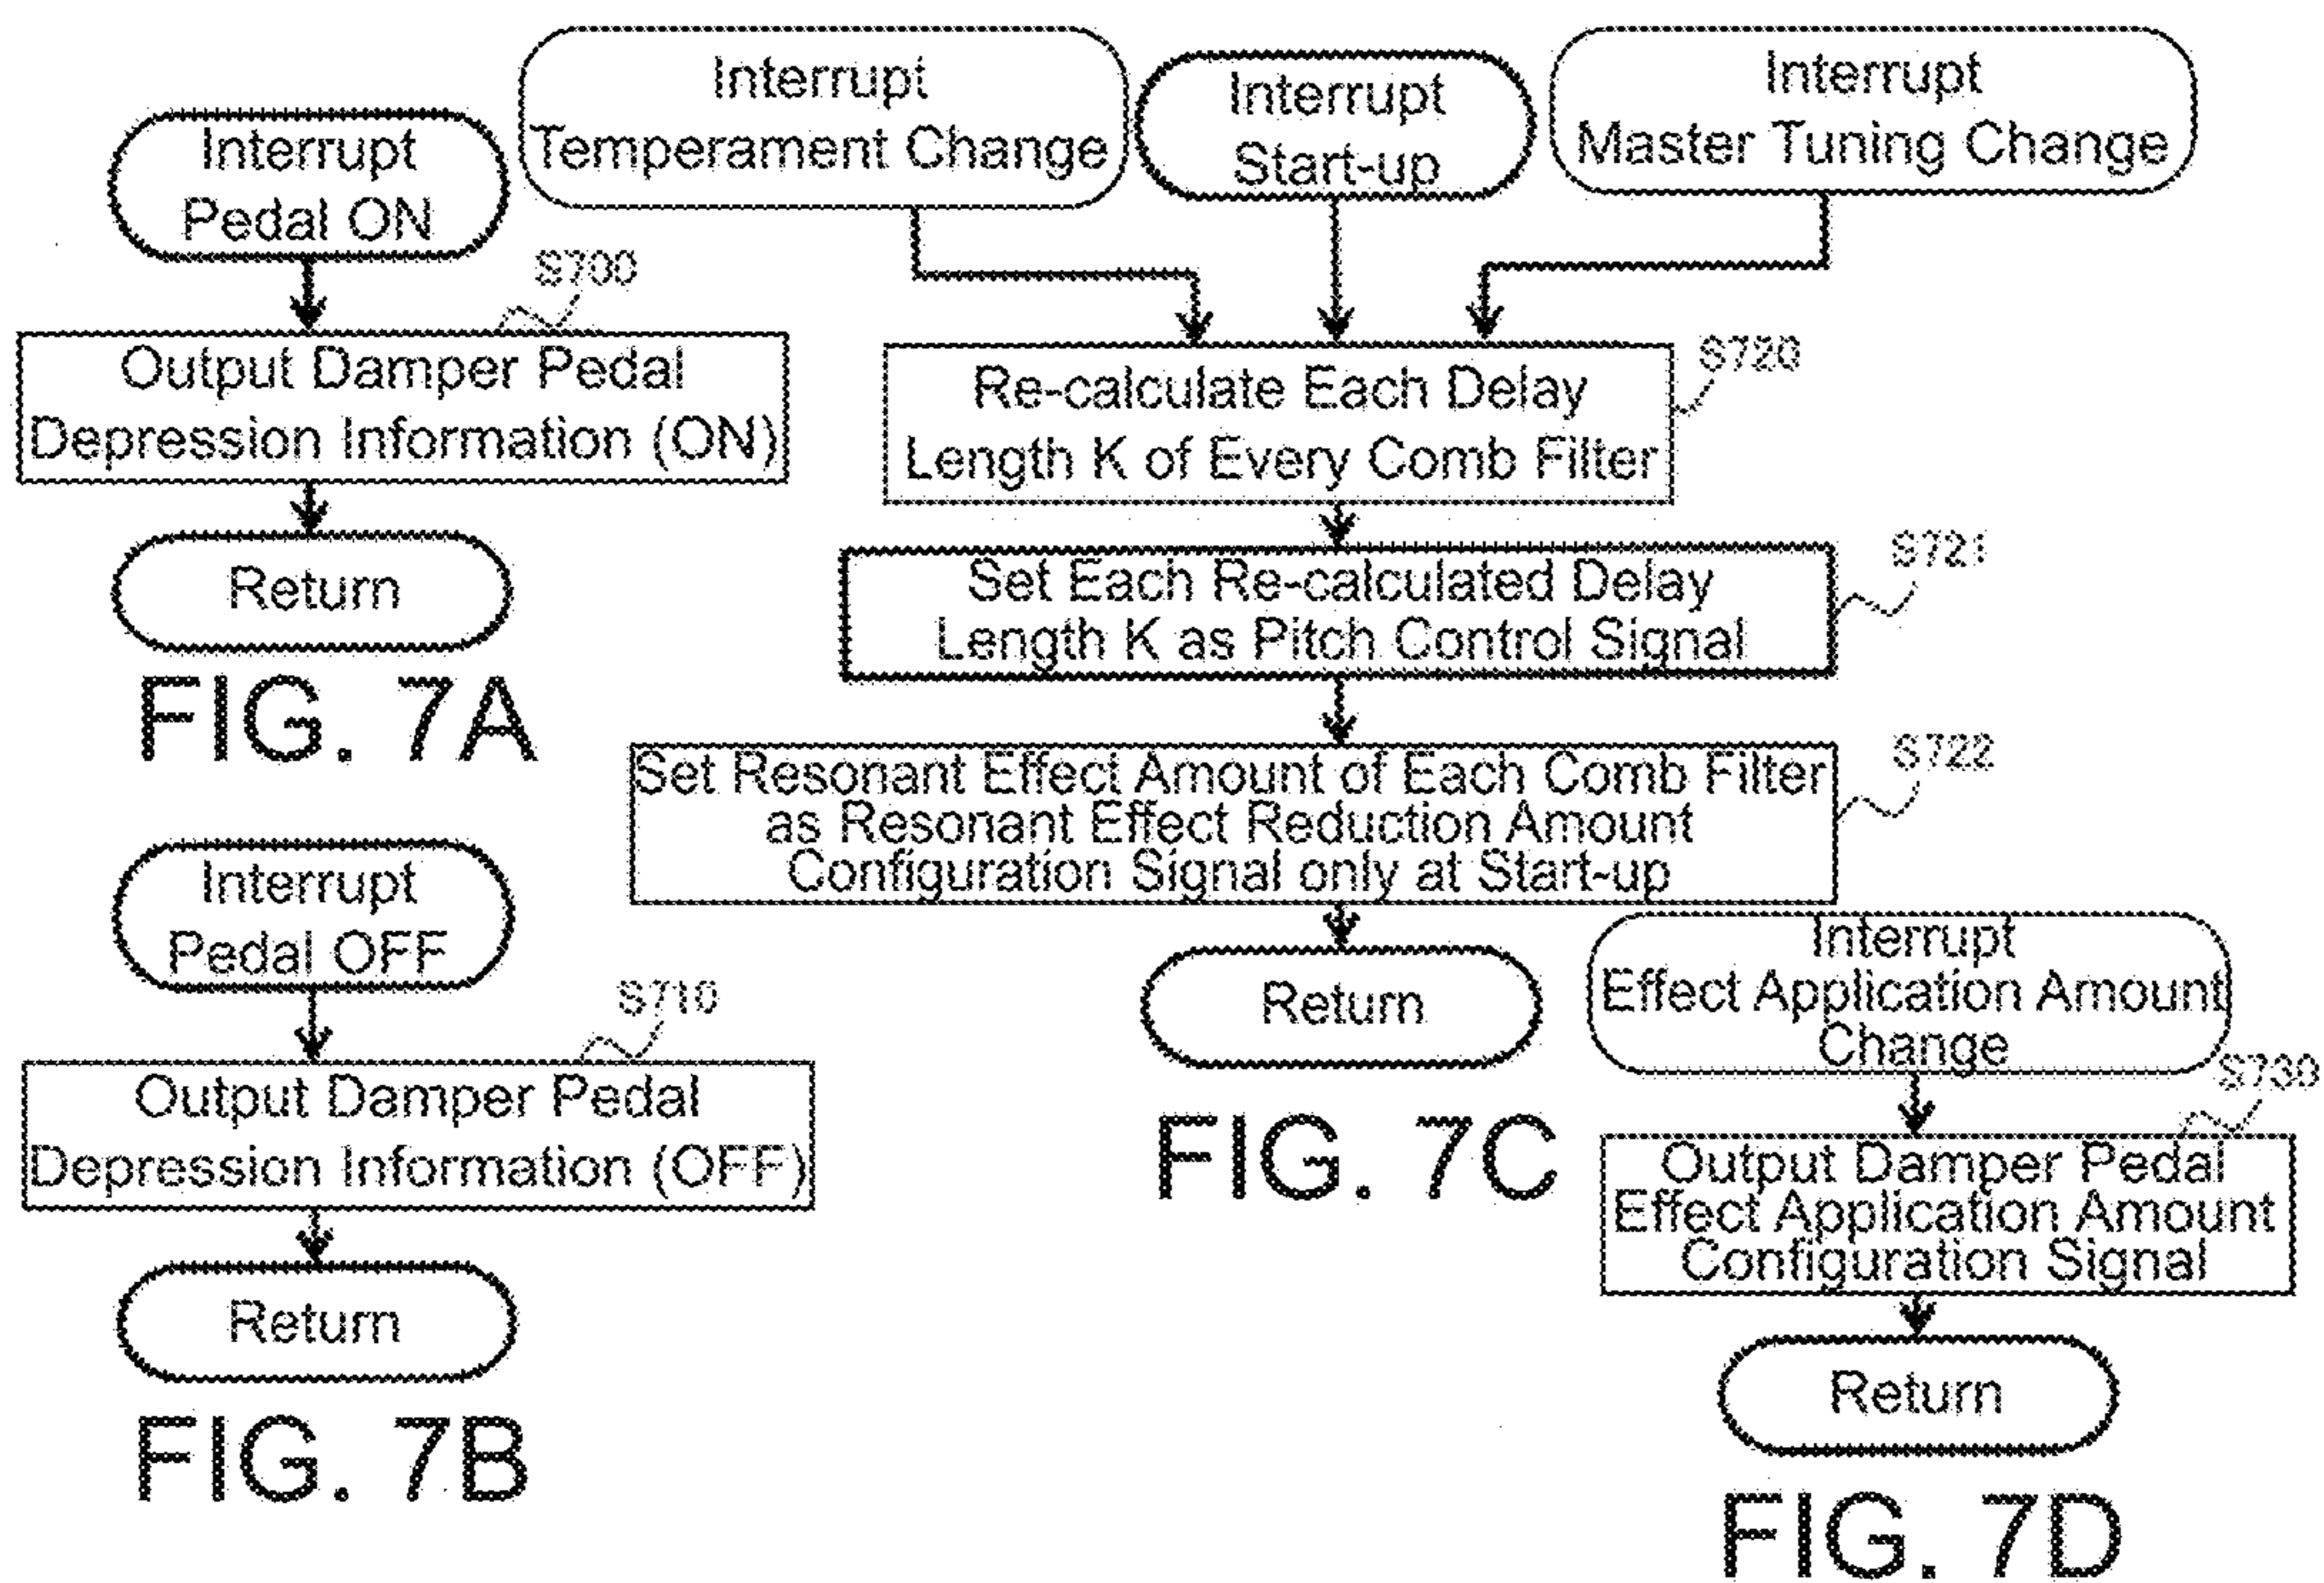 Interrupt
Pedal ON
S700
Output Damper Pedal
Depression Information (ON)
Return
FIG. 7A
Interrupt
Pedal OFF
S710
Output Damper Pedal
Depression Information (OFF)
Return
FIG. 7B
Interrupt
Temperament Change
Interrupt
Start-up
Interrupt
Master Tuning Change
S720
Re-calculate Each Delay
Length K of Every Comb Filter
S721
Set Each Re-calculated Delay
Length K as Pitch Control Signal
S722
Set Resonant Effect Amount of Each Comb Filter
as Resonant Effect Reduction Amount
Configuration Signal only at Start-up
Return
FIG. 7C
Interrupt
Effect Application Amount
Change
S730
Output Damper Pedal
Effect Application Amount
Configuration Signal
Return
FIG. 7D